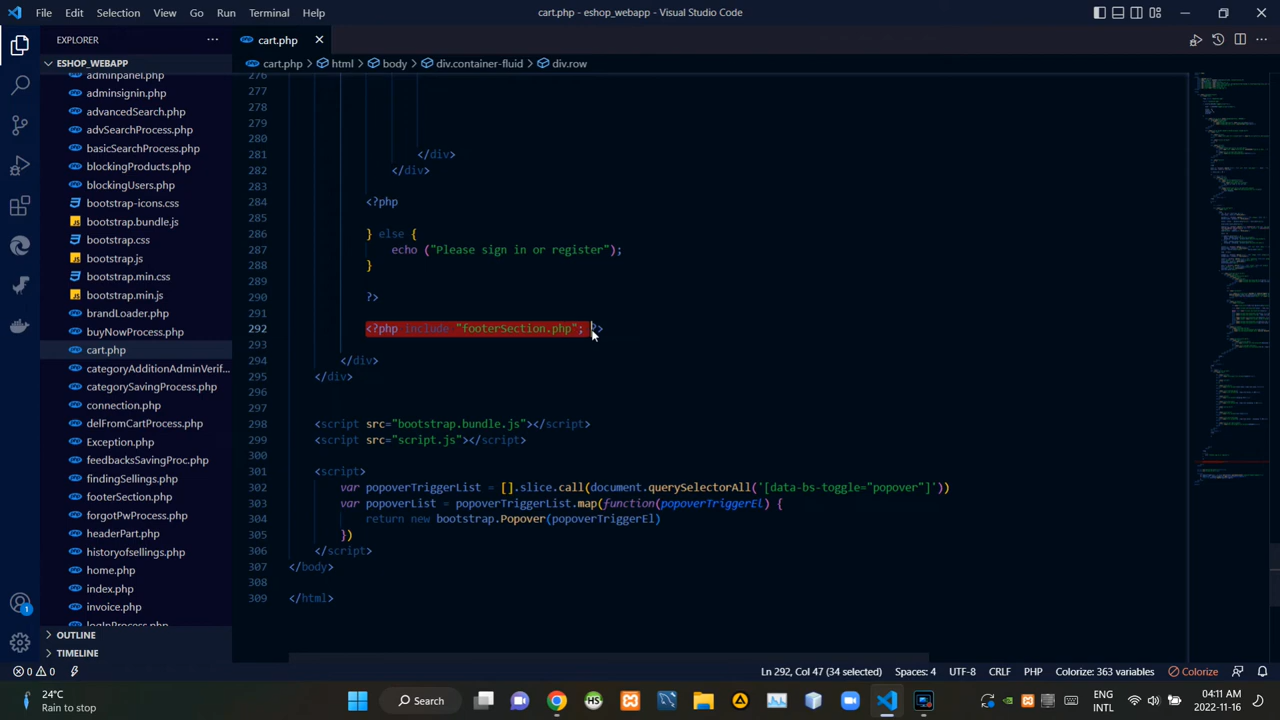 File Edit Selection View Go Run Terminal Help
cart.php - eshop_webapp - Visual Studio Code
EXPLORER
cart.php
ESHOP_WEBAPP
cart.php > html > body > div.container-fluid > div.row
adminpanel.php
adminsignin.php
advancedSearch.php
advSearchProcess.php
basicSearchProcess.php
blockingProducts.php
blockingUsers.php
bootstrap-icons.css
bootstrap.bundle.js
bootstrap.css
bootstrap.js
bootstrap.min.css
bootstrap.min.js
brandLoader.php
buyNowProcess.php
cart.php
categoryAdditionAdminVerif...
categorySavingProcess.php
connection.php
delFromCartProcess.php
Exception.php
feedbacksSavingProc.php
findingSellings.php
footerSection.php
forgotPwProcess.php
headerPart.php
historyofsellings.php
home.php
index.php
invoice.php
logInProcess.php
OUTLINE
TIMELINE
276
277
278
279
280
281 </div>
282 </div>
283
284 <?php
285
286 } else {
287 echo ("Please sign in or register");
288 }
289
290 ?>
291
292 <?php include "footerSection.php"; ?>
293
294 </div>
295 </div>
296
297
298 <script src="bootstrap.bundle.js"></script>
299 <script src="script.js"></script>
300
301 <script>
302 var popoverTriggerList = [].slice.call(document.querySelectorAll('[data-bs-toggle="popover"]'))
303 var popoverList = popoverTriggerList.map(function(popoverTriggerEl) {
304 return new bootstrap.Popover(popoverTriggerEl)
305 })
306 </script>
307 </body>
308
309 </html>
1
0 0
Ln 292, Col 47 (34 selected) Spaces: 4 UTF-8 CRLF PHP Colorize: 363 variables Colorize
24°C
Rain to stop
Search
HS
ENG
INTL
04:11 AM
2022-11-16